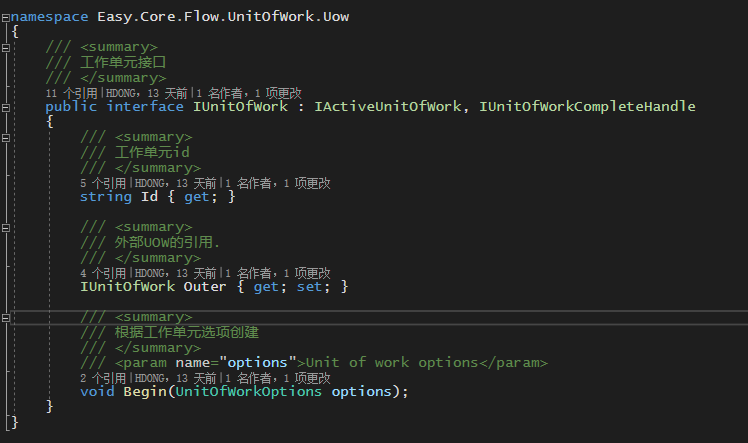 namespace Easy.Core.Flow.UnitOfWork.Uow
{
/// <summary>
/// 工作单元接口
/// </summary>
11 个引用|HDONG，13 天前|1 名作者，1 项更改
public interface IUnitOfWork : IActiveUnitOfWork, IUnitOfWorkCompleteHandle
{
/// <summary>
/// 工作单元id
/// </summary>
5 个引用|HDONG，13 天前|1 名作者，1 项更改
string Id { get; }
/// <summary>
/// 外部UOW的引用.
/// </summary>
4 个引用|HDONG，13 天前|1 名作者，1 项更改
IUnitOfWork Outer { get; set; }
/// <summary>
/// 根据工作单元选项创建
/// </summary>
/// <param name="options">Unit of work options</param>
2 个引用|HDONG，13 天前|1 名作者，1 项更改
void Begin(UnitOfWorkOptions options);
}
}